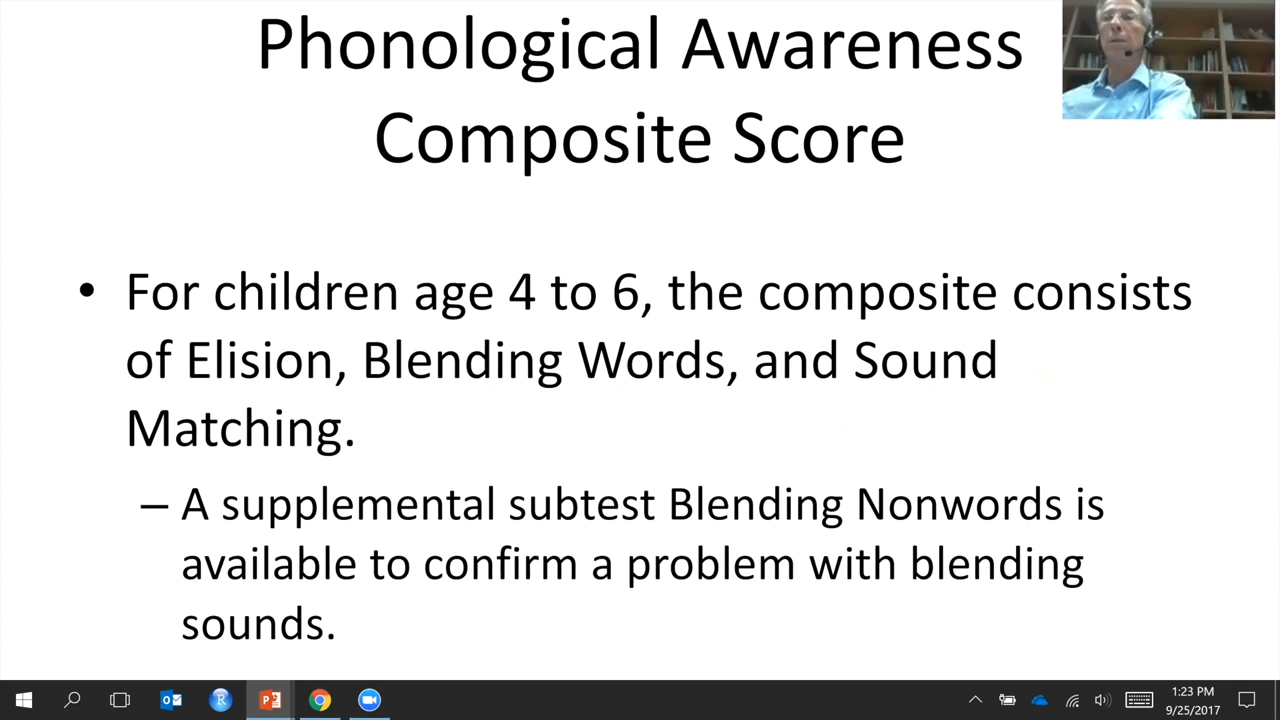 Phonological Awareness
Composite Score
• For children age 4 to 6, the composite consists
of Elision, Blending Words, and Sound
Matching.
– A supplemental subtest Blending Nonwords is
available to confirm a problem with blending
sounds.
1:23 PM
9/25/2017